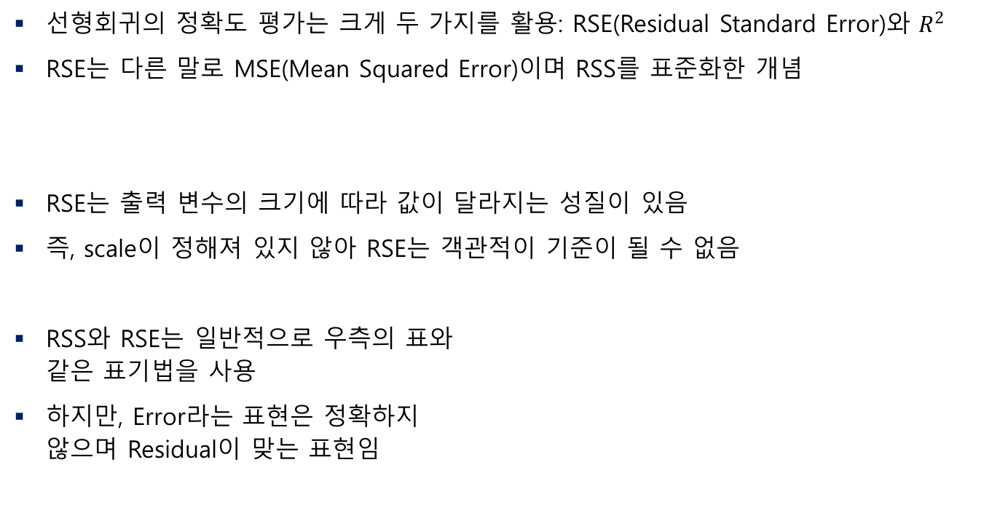 ▪ 선형회귀의 정확도 평가는 크게 두 가지를 활용: RSE(Residual Standard Error)와 𝑅²
▪ RSE는 다른 말로 MSE(Mean Squared Error)이며 RSS를 표준화한 개념
▪ RSE는 출력 변수의 크기에 따라 값이 달라지는 성질이 있음
▪ 즉, scale이 정해져 있지 않아 RSE는 객관적이 기준이 될 수 없음
▪ RSS와 RSE는 일반적으로 우측의 표와
같은 표기법을 사용
▪ 하지만, Error라는 표현은 정확하지
않으며 Residual이 맞는 표현임